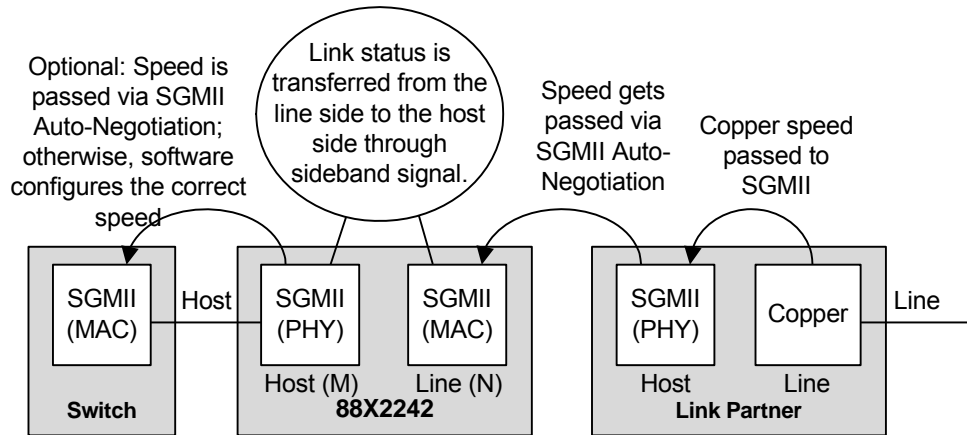 Optional: Speed is
passed via SGMII
Auto-Negotiation;
otherwise, software
configures the correct
speed
Link status is
transferred from the
line side to the host
side through
sideband signal.
Speed gets
passed via
SGMII Auto-
Negotiation
Copper speed
passed to
SGMII
SGMII
(MAC)
Host
SGMII
(PHY)
SGMII
(MAC)
SGMII
(PHY)
Copper
Line
Host (M)
Line (N)
Host
Line
Switch
88X2242
Link Partner